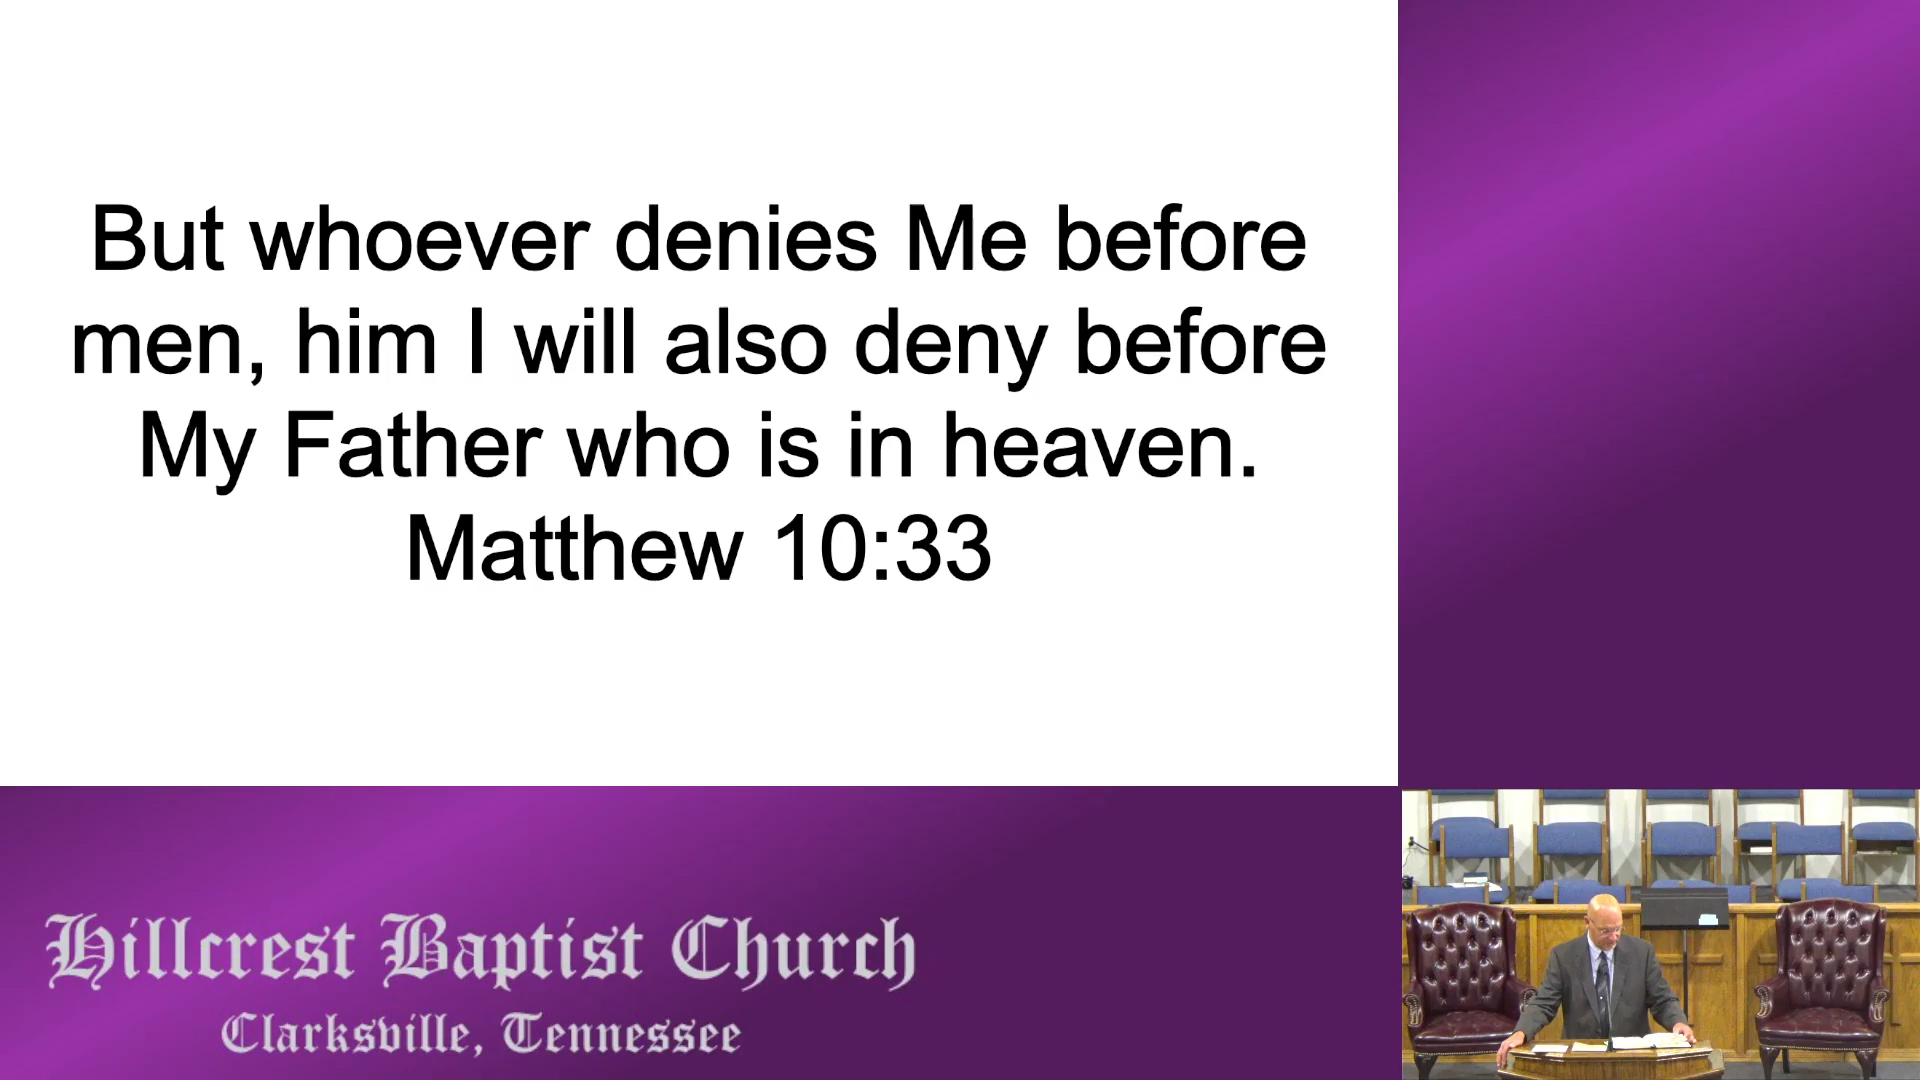 But whoever denies Me before
men, him I will also deny before
My Father who is in heaven.
Matthew 10:33
Hillcrest Baptist Church
Clarksville, Tennessee